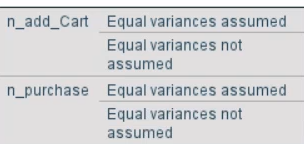 n_add_Cart Equal variances assumed
Equal variances not
assumed
n_purchase Equal variances assumed
Equal variances not
assumed